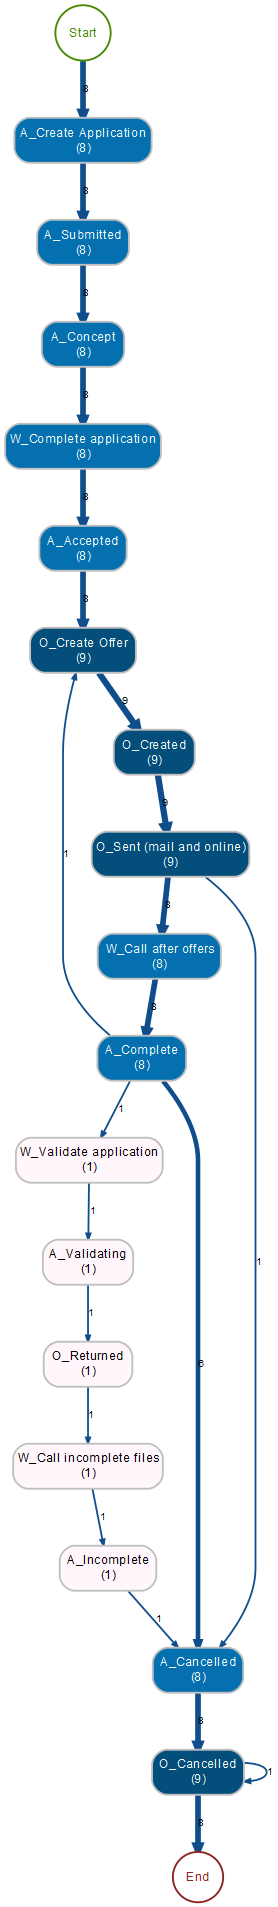 Start
8
A_Create Application
(8)
8
A_Submitted
(8)
8
A_Concept
(8)
8
W_Complete application
(8)
8
A_Accepted
(8)
8
O_Create Offer
(9)
9
O_Created
(9)
9
O_Sent (mail and online)
(9)
1
8
W_Call after offers
(8)
8
A_Complete
(8)
1
W_Validate application
(1)
1
A_Validating
(1)
1
1
O_Returned
(1)
6
1
W_Call incomplete files
(1)
1
A_Incomplete
(1)
1
A_Cancelled
(8)
8
O_Cancelled
(9)
1
8
End